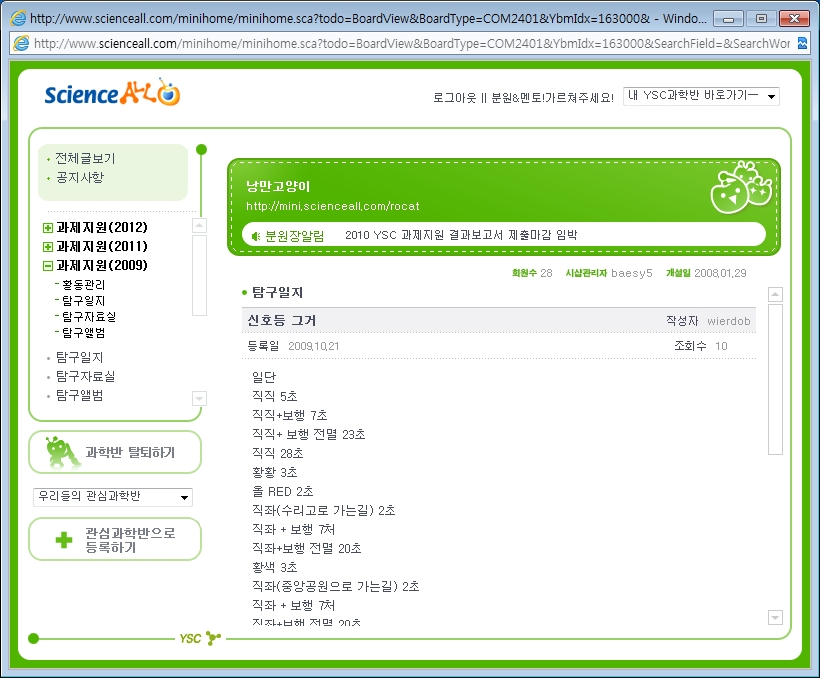 http://www.scienceall.com/minihome/minihome.sca?todo=BoardView&BoardType=COM2401&YbmIdx=163000& - Windo...
http://www.scienceall.com/minihome/minihome.sca?todo=BoardView&BoardType=COM2401&YbmIdx=163000&SearchField=&SearchWor
Science ALL
로그아웃 || 분원&멘토!가르쳐주세요!
내 YSC과학반 바로가기--
전체글보기
공지사항
과제지원(2012)
과제지원(2011)
과제지원(2009)
활동관리
탐구일지
탐구자료실
탐구앨범
탐구일지
탐구자료실
탐구앨범
과학반 탈퇴하기
우리들의 관심과학반
관심과학반으로
등록하기
낭만고양이
http://mini.scienceall.com/rocat
분원장알림 2010 YSC 과제지원 결과보고서 제출마감 임박
회원수 28 시샵관리자 baesy5 개설일 2008.01.29
탐구일지
신호등 그거 작성자 wierdob
등록일 2009.10.21 조회수 10
일단
직직 5초
직직+보행 7초
직직+ 보행 전멸 23초
직직 28초
황황 3초
올 RED 2초
직좌(수리고로 가는길) 2초
직좌 + 보행 7처
직좌+보행 전멸 20초
황색 3초
직좌(중앙공원으로 가는길) 2초
직좌 + 보행 7처
직좌+보행 전멸 20초
YSC